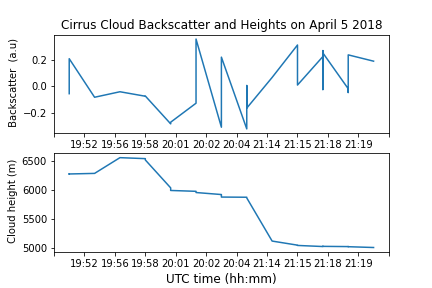 Cirrus Cloud Backscatter and Heights on April 5 2018
Backscatter (a.u)
0.2
0.0
−0.2
19:52 19:56 19:58 20:01 20:02 20:04 21:14 21:15 21:18 21:19
Cloud height (m)
6500
6000
5500
5000
19:52 19:56 19:58 20:01 20:02 20:04 21:14 21:15 21:18 21:19
UTC time (hh:mm)